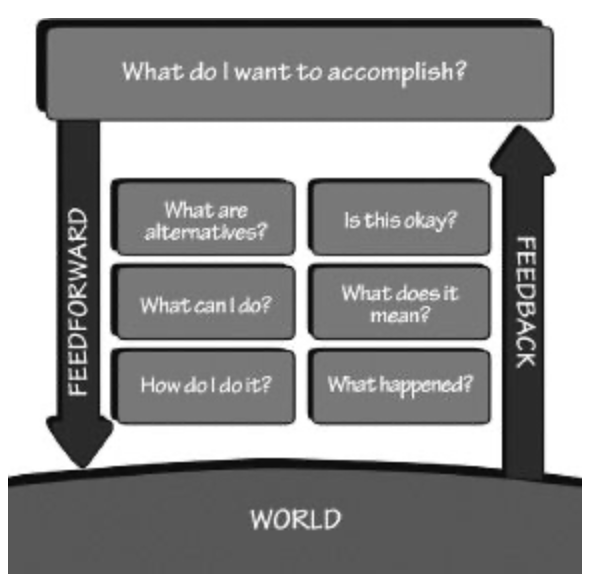 What do I want to accomplish?
FEEDFORWARD
What are
alternatives?
What can I do?
How do I do it?
Is this okay?
What does it
mean?
What happened?
FEEDBACK
WORLD